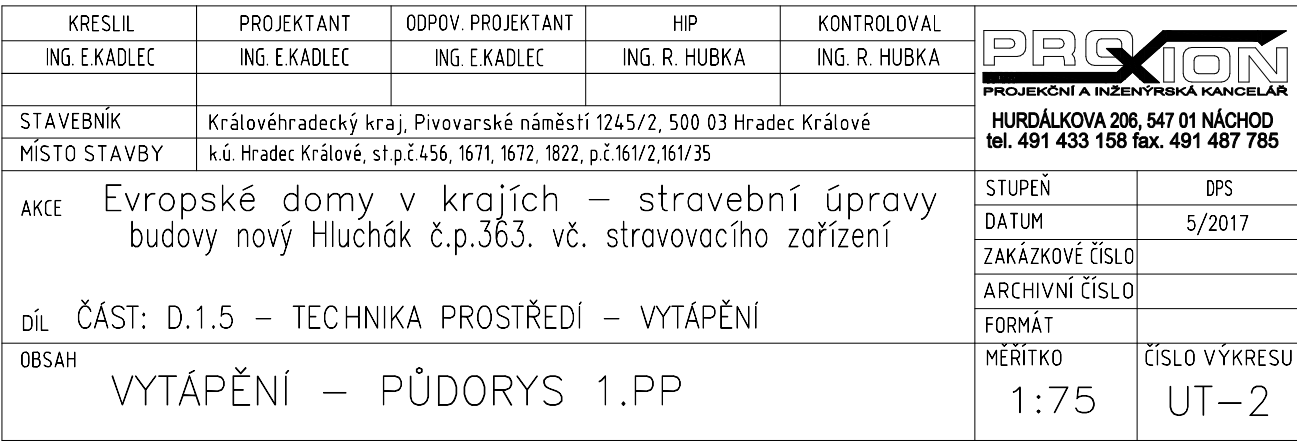 KRESLIL PROJEKTANT ODPOV. PROJEKTANT HIP KONTROLOVAL
ING. E.KADLEC ING. E.KADLEC ING. E.KADLEC ING. R. HUBKA ING. R. HUBKA
PROXION
PROJEKČNÍ A INŽENÝRSKÁ KANCELÁŘ
HURDÁLKOVA 206, 547 01 NÁCHOD
tel. 491 433 158 fax. 491 487 785
STAVEBNÍK Královéhradecký kraj, Pivovarské náměstí 1245/2, 500 03 Hradec Králové
MÍSTO STAVBY k.ú. Hradec Králové, st.p.č.456, 1671, 1672, 1822, p.č.161/2,161/35
AKCE Evropské domy v krajích – stravební úpravy
budovy nový Hluchák č.p.363. vč. stravovacího zařízení
DÍL ČÁST: D.1.5 – TECHNIKA PROSTŘEDÍ – VYTÁPĚNÍ
STUPEŇ DPS
DATUM 5/2017
ZAKÁZKOVÉ ČÍSLO
ARCHIVNÍ ČÍSLO
FORMÁT
OBSAH
VYTÁPĚNÍ – PŮDORYS 1.PP
MĚŘÍTKO ČÍSLO VÝKRESU
1:75 UT–2